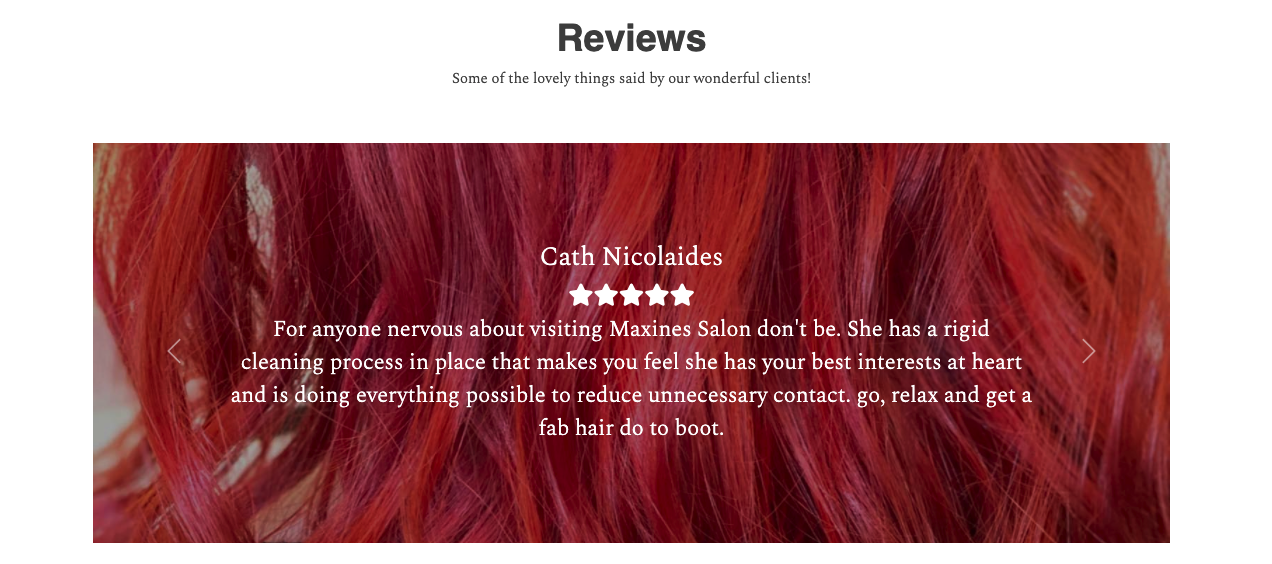 Reviews
Some of the lovely things said by our wonderful clients!
Cath Nicolaides
For anyone nervous about visiting Maxines Salon don't be. She has a rigid
cleaning process in place that makes you feel she has your best interests at heart
and is doing everything possible to reduce unnecessary contact. go, relax and get a
fab hair do to boot.